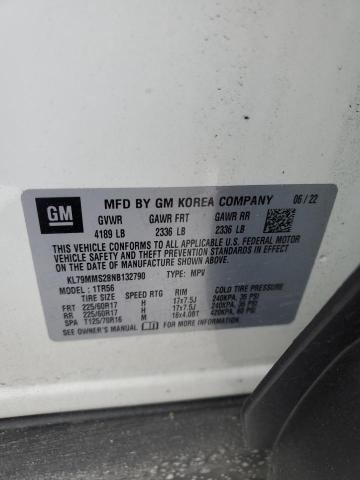 GM
MFD BY GM KOREA COMPANY 06/22
GVWR GAWR FRT GAWR RR
4189 LB 2336 LB 2336 LB
THIS VEHICLE CONFORMS TO ALL APPLICABLE U.S. FEDERAL MOTOR
VEHICLE SAFETY, BUMPER, AND THEFT PREVENTION STANDARDS IN
EFFECT ON THE DATE OF MANUFACTURE SHOWN ABOVE.
KL79MMS28NB132790 TYPE: MPV
MODEL: 1TR56
TIRE SIZE SPEED RTG RIM COLD TIRE PRESSURE
FRT 225/60R17 H 17x7.5J 240KPA, 35 PSI
RR 225/60R17 H 17x7.5J 240KPA, 35 PSI
SPA T125/70R16 M 16x4.0BT 420KPA, 60 PSI
SEE OWNER'S MANUAL